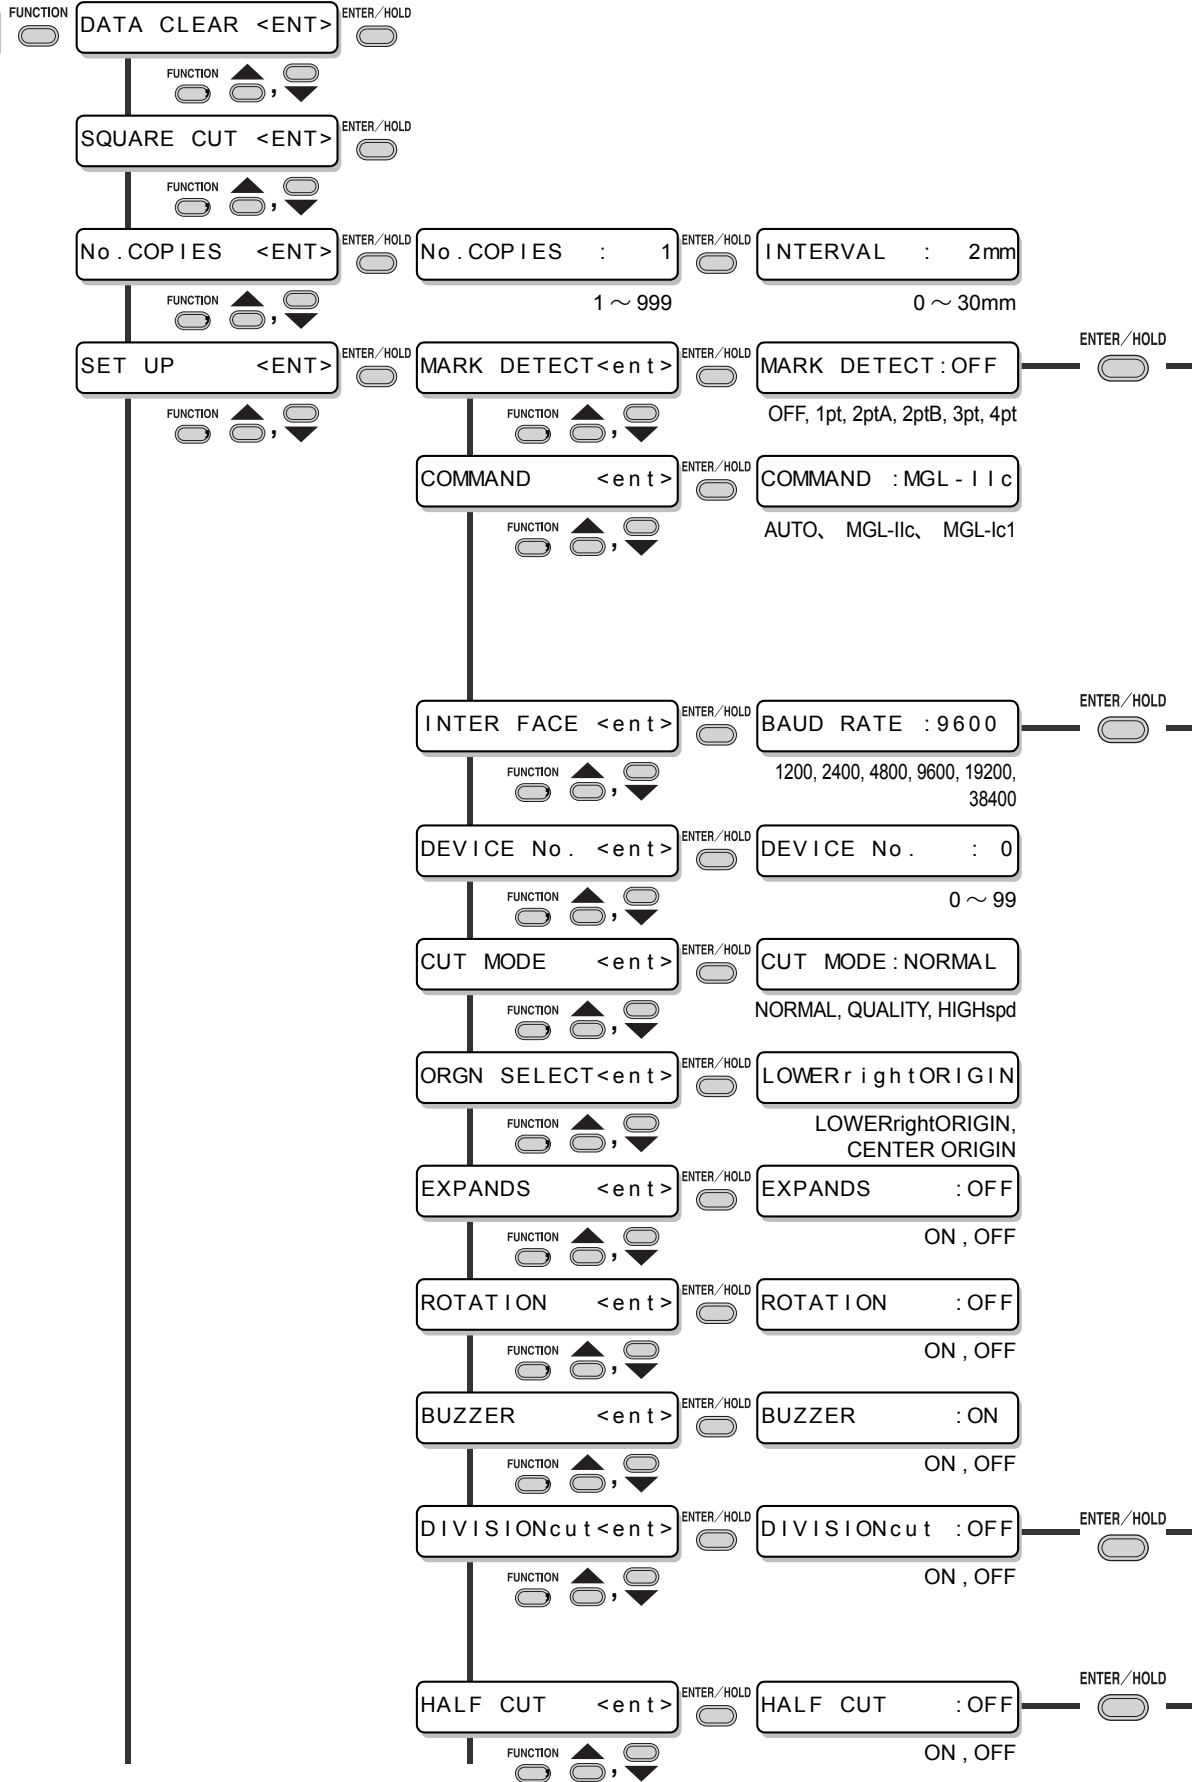 FUNCTION DATA CLEAR <ENT> ENTER/HOLD
FUNCTION , ,
SQUARE CUT <ENT> ENTER/HOLD
FUNCTION , ,
No.COPIES <ENT> ENTER/HOLD No.COPIES : 1 ENTER/HOLD INTERVAL : 2mm
FUNCTION , , 1～999 0～30mm
SET UP <ENT> ENTER/HOLD MARK DETECT<ent> ENTER/HOLD MARK DETECT:OFF ENTER/HOLD
FUNCTION , , FUNCTION , , OFF, 1pt, 2ptA, 2ptB, 3pt, 4pt
COMMAND <ent> ENTER/HOLD COMMAND :MGL-IIc
FUNCTION , , AUTO、 MGL-IIc、 MGL-Ic1
INTER FACE <ent> ENTER/HOLD BAUD RATE :9600 ENTER/HOLD
FUNCTION , , 1200, 2400, 4800, 9600, 19200,
38400
DEVICE No. <ent> ENTER/HOLD DEVICE No. : 0
FUNCTION , , 0～99
CUT MODE <ent> ENTER/HOLD CUT MODE:NORMAL
FUNCTION , , NORMAL, QUALITY, HIGHspd
ORGN SELECT<ent> ENTER/HOLD LOWERrightORIGIN
FUNCTION , , LOWERrightORIGIN,
CENTER ORIGIN
EXPANDS <ent> ENTER/HOLD EXPANDS :OFF
FUNCTION , , ON , OFF
ROTATION <ent> ENTER/HOLD ROTATION :OFF
FUNCTION , , ON , OFF
BUZZER <ent> ENTER/HOLD BUZZER :ON
FUNCTION , , ON , OFF
DIVISIONcut<ent> ENTER/HOLD DIVISIONcut :OFF ENTER/HOLD
FUNCTION , , ON , OFF
HALF CUT <ent> ENTER/HOLD HALF CUT :OFF ENTER/HOLD
FUNCTION , , ON , OFF